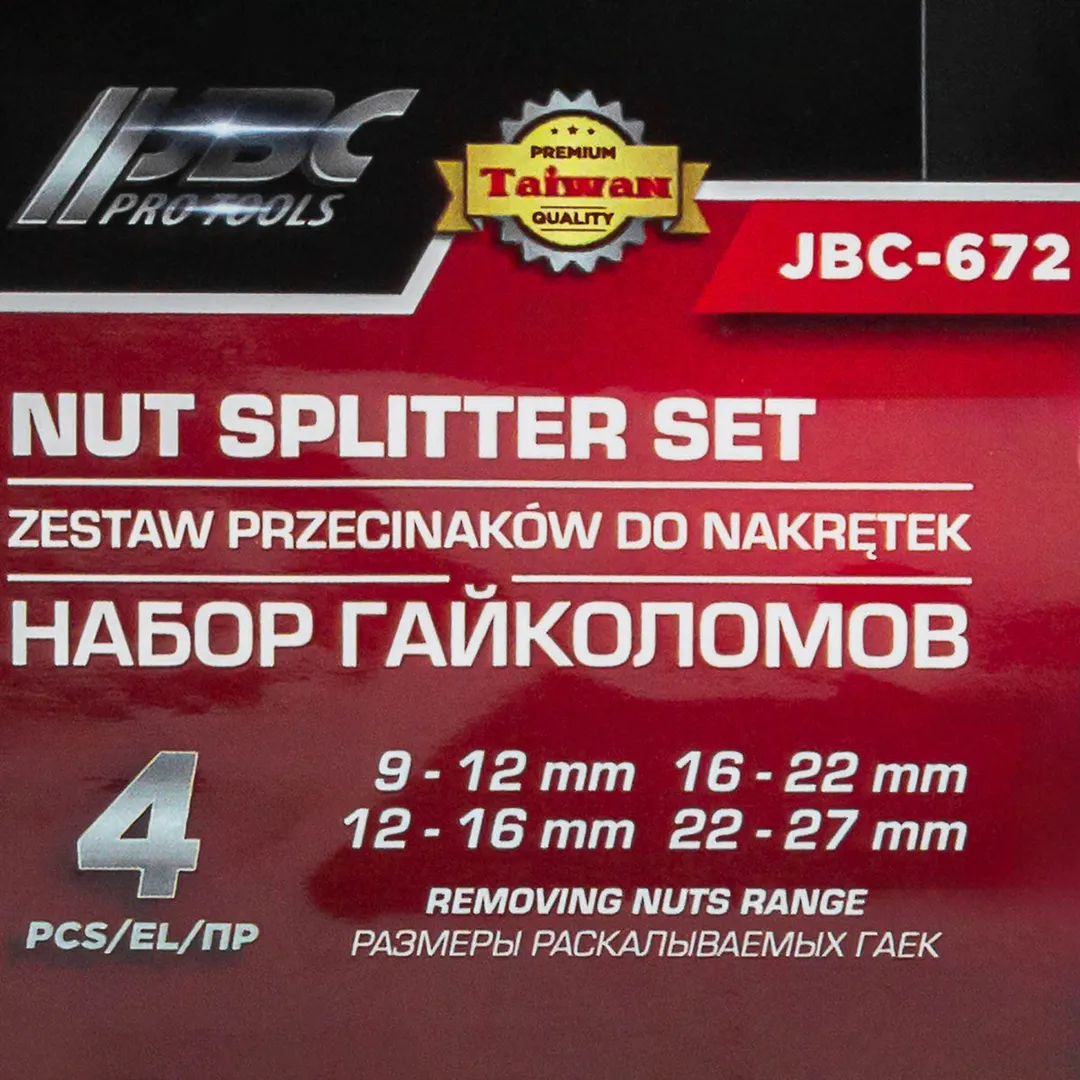 JBC
PRO TOOLS
PREMIUM
Taiwan
QUALITY
JBC-672
NUT SPLITTER SET
ZESTAW PRZECINAKÓW DO NAKRĘTEK
НАБОР ГАЙКОЛОМОВ
4
PCS/EL/ПР
9 - 12 mm 16 - 22 mm
12 - 16 mm 22 - 27 mm
REMOVING NUTS RANGE
РАЗМЕРЫ РАСКАЛЫВАЕМЫХ ГАЕК